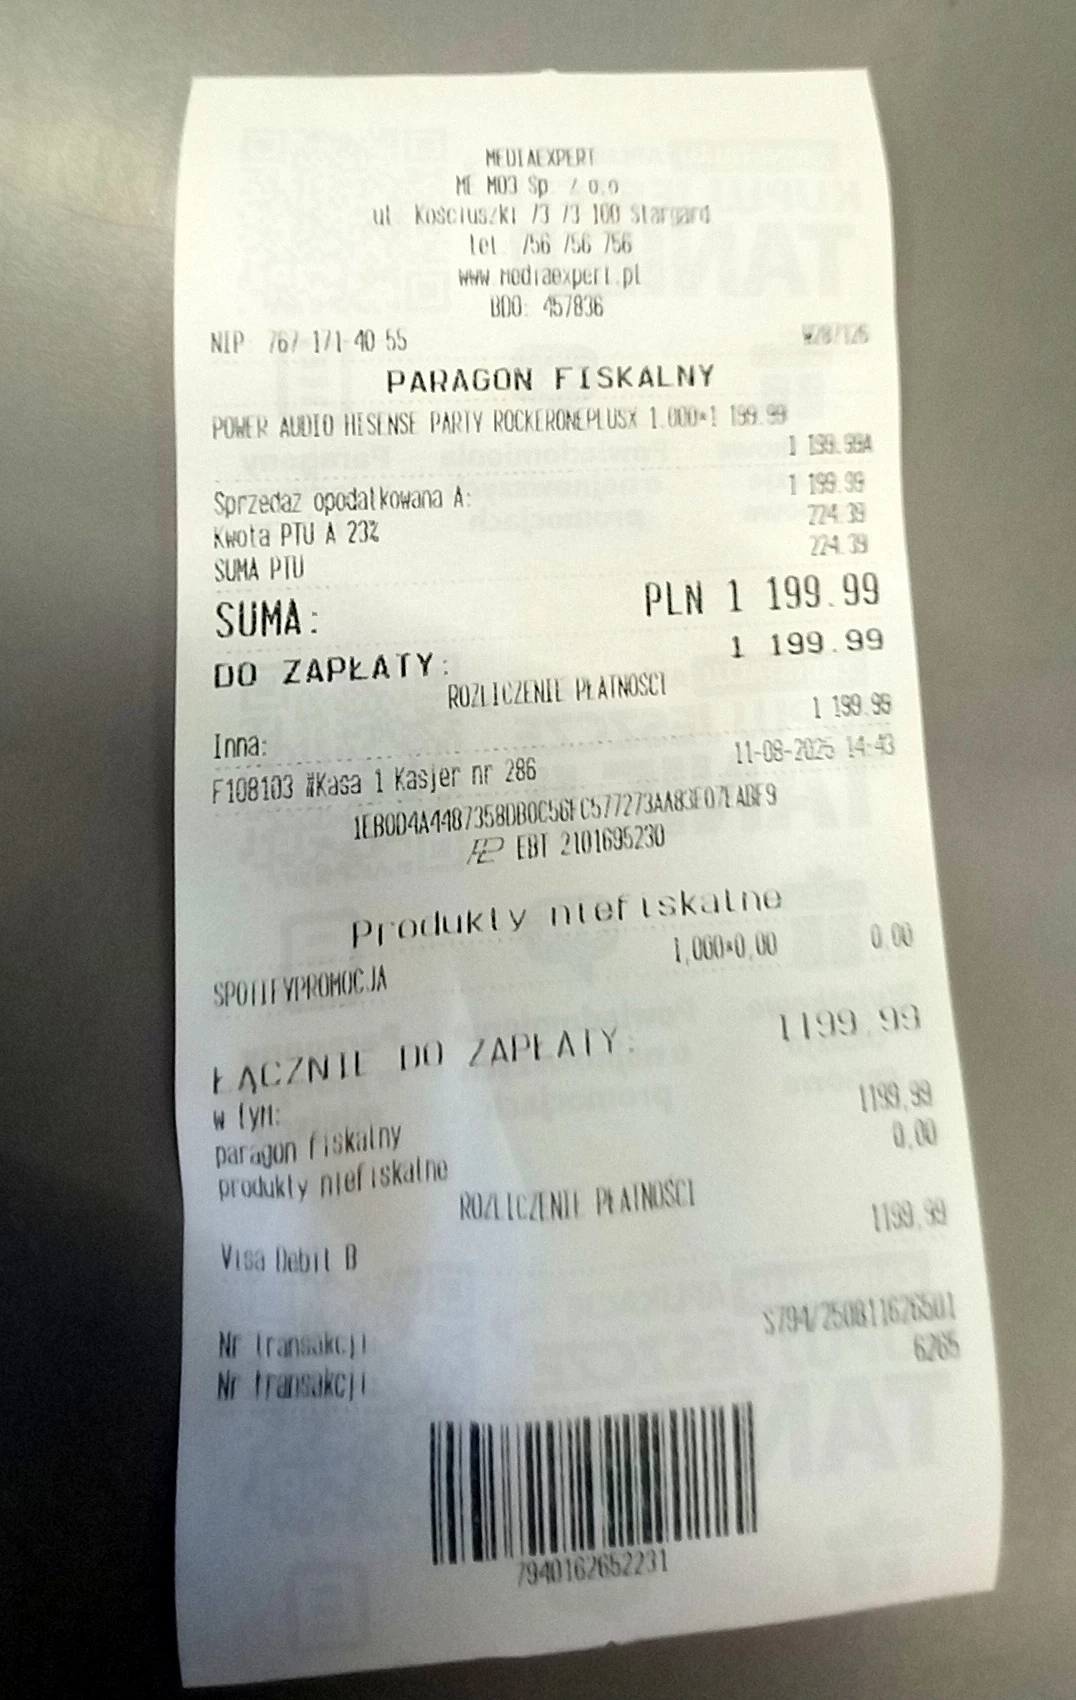 MEDIAEXPERT
ME M03 Sp. z o.o
ul. Kościuszki 73 73-100 Stargard
tel. 756 756 756
www.mediaexpert.pl
BDO: 457836
NIP 767-171-40-55
PARAGON FISKALNY
POWER AUDIO HISENSE PARTY ROCKERONEPLUSX 1.000*1 199.99
1 199.99A
Sprzedaż opodatkowana A: 1 199.99
Kwota PTU A 23% 224.39
SUMA PTU 224.39
SUMA: PLN 1 199.99
DO ZAPŁATY: 1 199.99
ROZLICZENIE PŁATNOŚCI
Inna: 1 199.99
F108103 #Kasa 1 Kasjer nr 286 11-08-2025 14:43
EBT 2101695230
Produkty niefiskalne
SPOTIFYPROMOCJA 1,000*0,00 0,00
ŁĄCZNIE DO ZAPŁATY: 1199,99
w tym:
paragon fiskalny 1199,99
produkty niefiskalne 0,00
ROZLICZENIE PŁATNOŚCI
Visa Debit B 1199,99
Nr transakcji S794/250811626501
Nr transakcji 6265
7940162652231